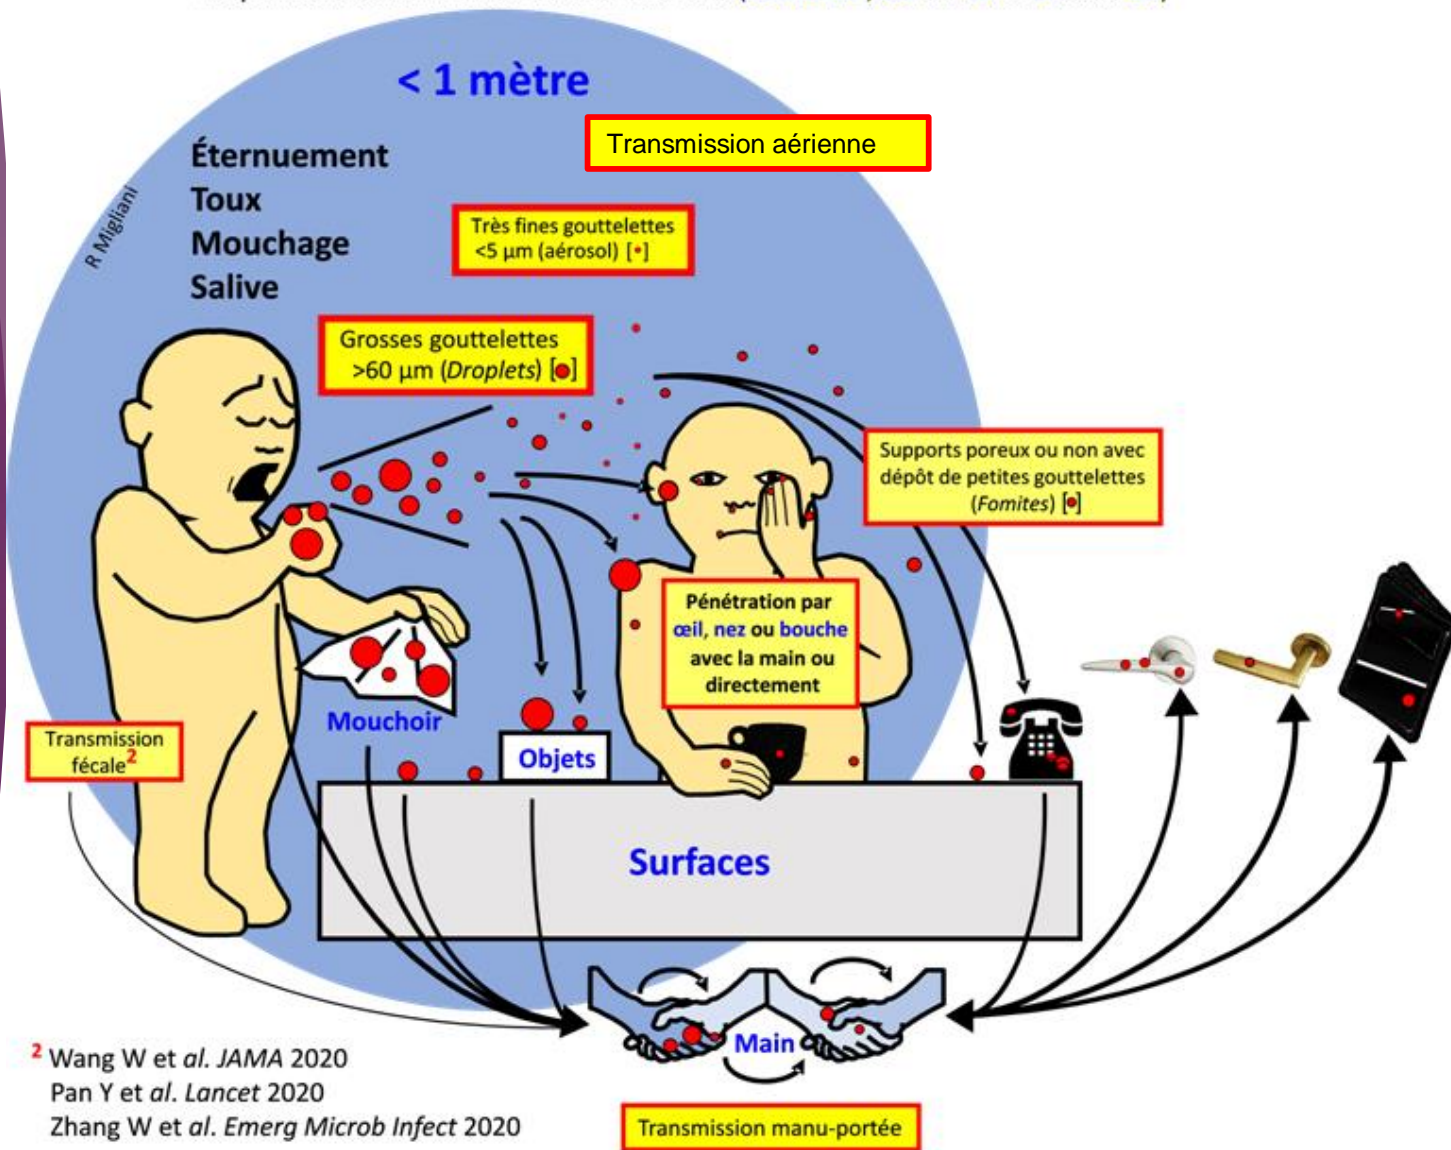 < 1 mètre
Transmission aérienne
Éternuement
Toux
Mouchage
Salive
R Migliani
Très fines gouttelettes
<5 µm (aérosol) [•]
Grosses gouttelettes
>60 µm (Droplets) [●]
Supports poreux ou non avec
dépôt de petites gouttelettes
(Fomites) [●]
Pénétration par
œil, nez ou bouche
avec la main ou
directement
Mouchoir
Transmission
fécale²
Objets
Surfaces
Main
² Wang W et al. JAMA 2020
Pan Y et al. Lancet 2020
Zhang W et al. Emerg Microb Infect 2020
Transmission manu-portée